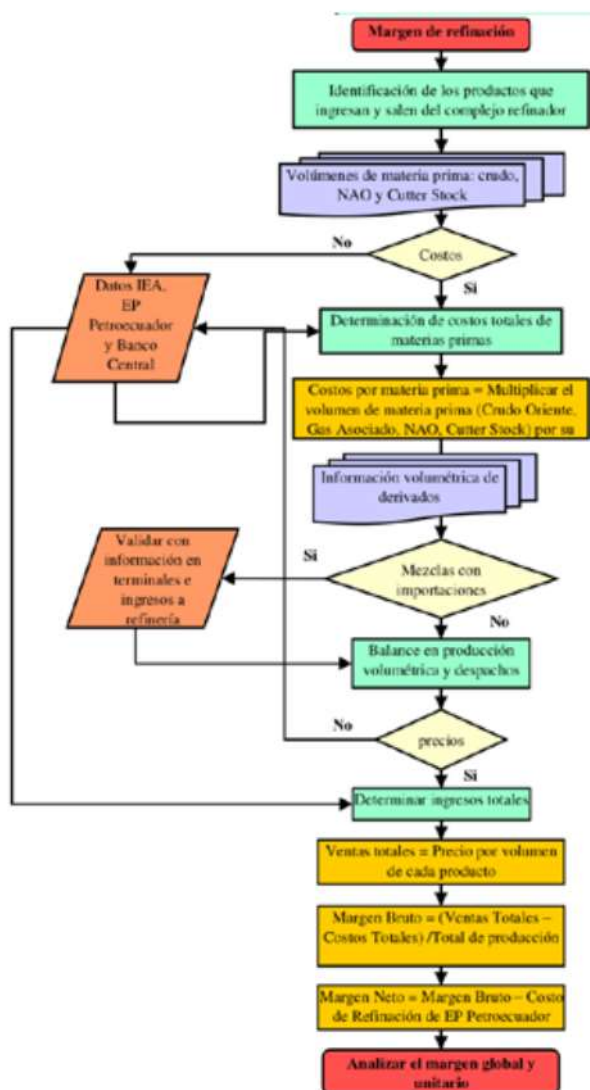 Margen de refinación
Identificación de los productos que
ingresan y salen del complejo refinador
Volúmenes de materia prima: crudo,
NAO y Cutter Stock
No
Costos
Si
Datos IEA,
EP
Petroecuador
y Banco
Central
Determinación de costos totales de
materias primas
Costos por materia prima = Multiplicar el
volumen de materia prima (Crudo Oriente,
Gas Asociado, NAO, Cutter Stock) por su
Información volumétrica de
derivados
Validar con
información en
terminales e
ingresos a
refinería
Si
Mezclas con
importaciones
No
Balance en producción
volumétrica y despachos
No
precios
Si
Determinar ingresos totales
Ventas totales = Precio por volumen
de cada producto
Margen Bruto = (Ventas Totales –
Costos Totales) /Total de producción
Margen Neto = Margen Bruto – Costo
de Refinación de EP Petroecuador
Analizar el margen global y
unitario